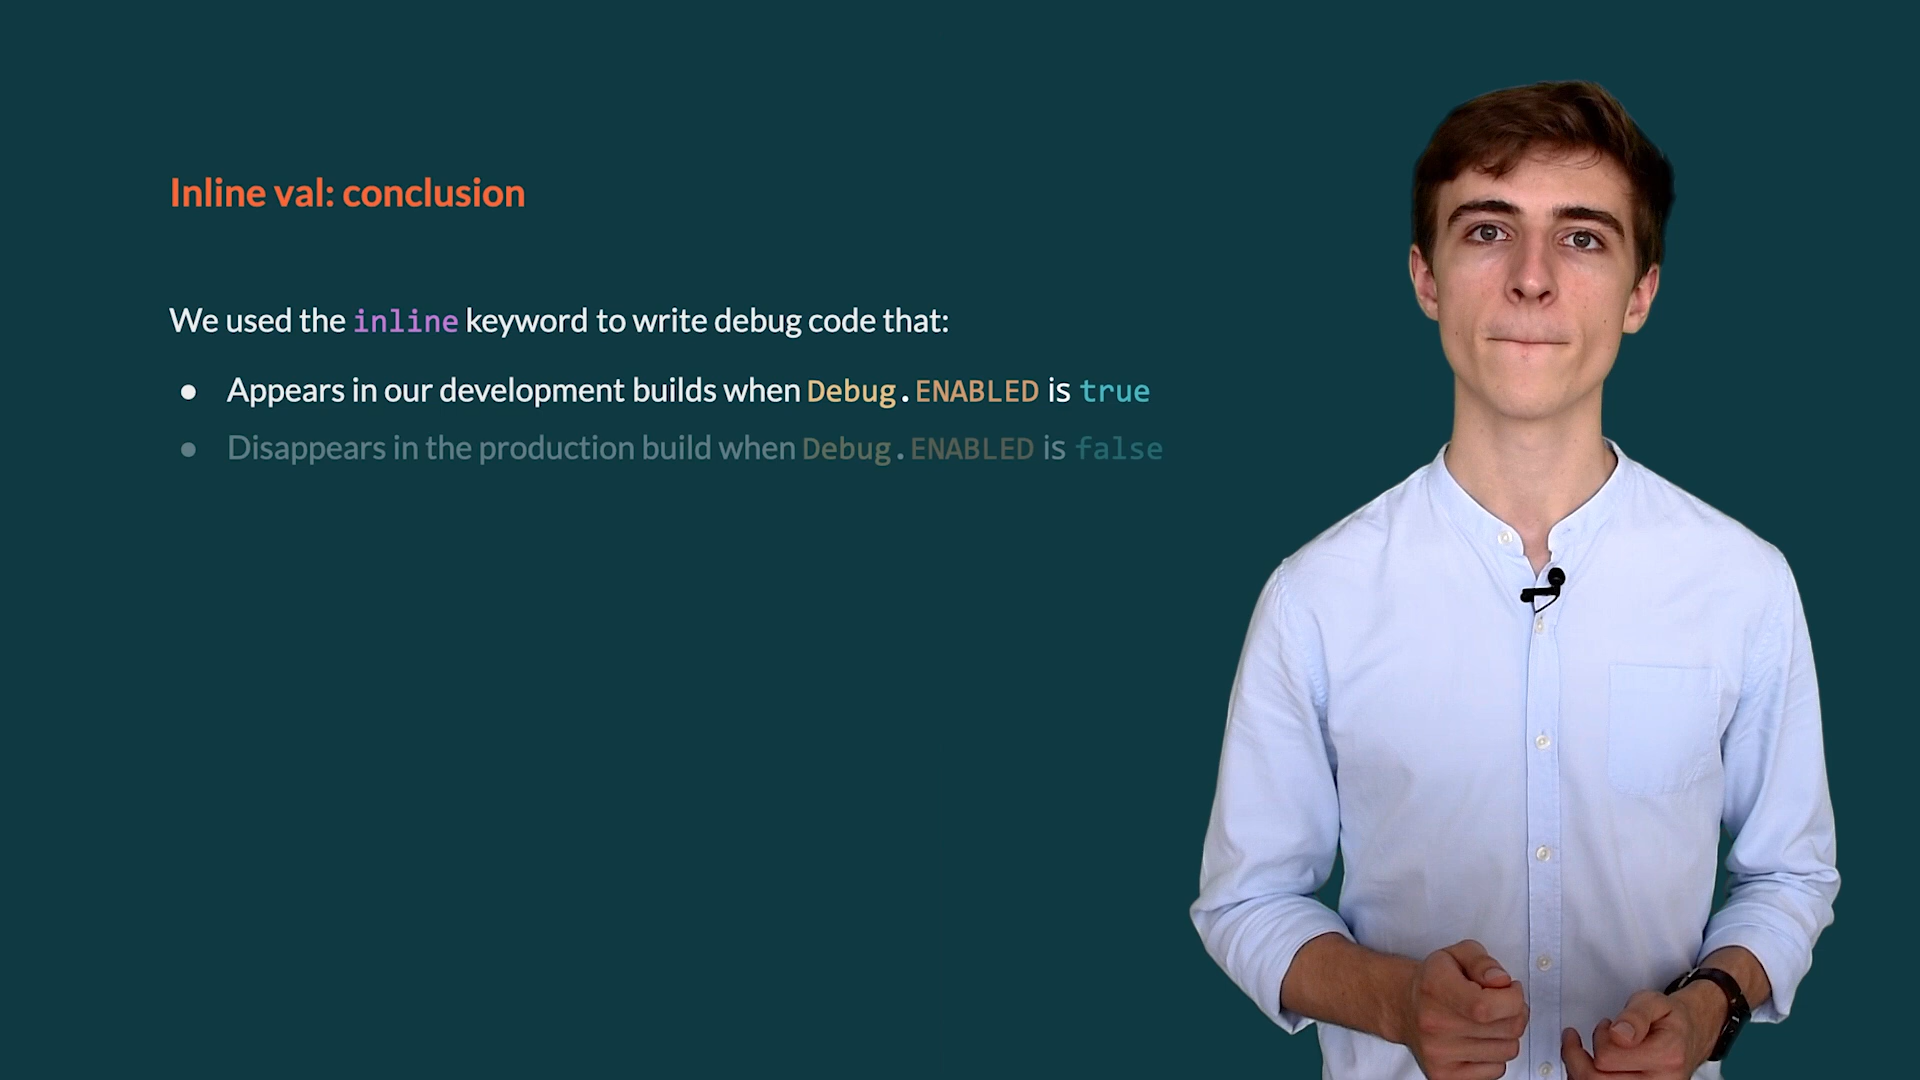 Inline val: conclusion
We used the inline keyword to write debug code that:
● Appears in our development builds when Debug.ENABLED is true
● Disappears in the production build when Debug.ENABLED is false